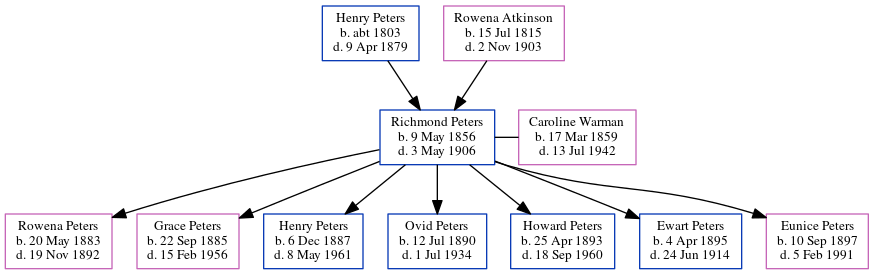 Henry Peters
b. abt 1803
d. 9 Apr 1879
Rowena Atkinson
b. 15 Jul 1815
d. 2 Nov 1903
Richmond Peters
b. 9 May 1856
d. 3 May 1906
Caroline Warman
b. 17 Mar 1859
d. 13 Jul 1942
Rowena Peters
b. 20 May 1883
d. 19 Nov 1892
Grace Peters
b. 22 Sep 1885
d. 15 Feb 1956
Henry Peters
b. 6 Dec 1887
d. 8 May 1961
Ovid Peters
b. 12 Jul 1890
d. 1 Jul 1934
Howard Peters
b. 25 Apr 1893
d. 18 Sep 1960
Ewart Peters
b. 4 Apr 1895
d. 24 Jun 1914
Eunice Peters
b. 10 Sep 1897
d. 5 Feb 1991